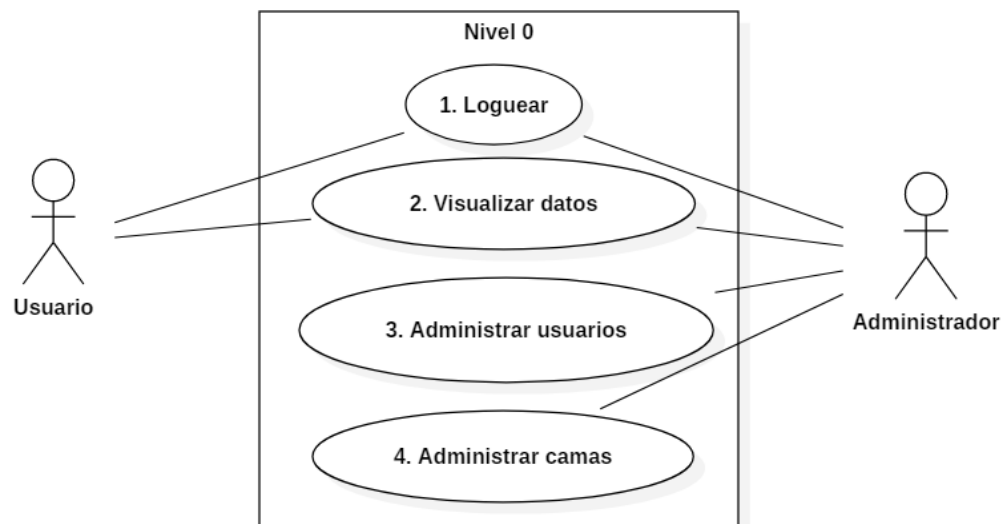 Nivel 0
1. Loguear
2. Visualizar datos
Usuario
3. Administrar usuarios
Administrador
4. Administrar camas